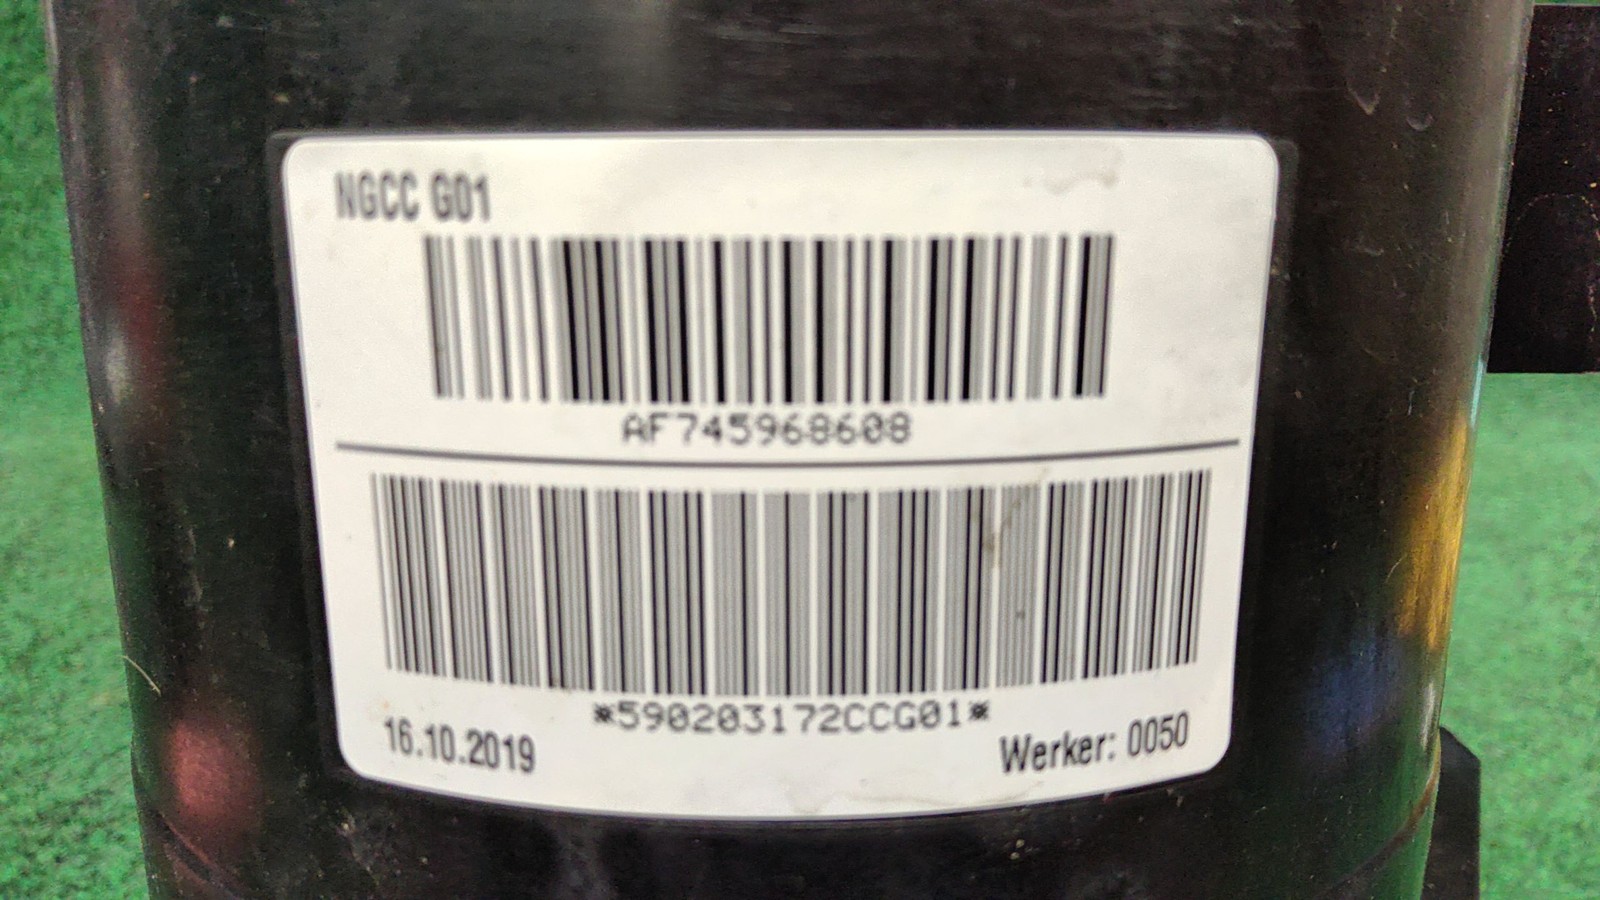 NGCC G01
AF745968608
*590203172CCG01*
16.10.2019
Werker: 0050